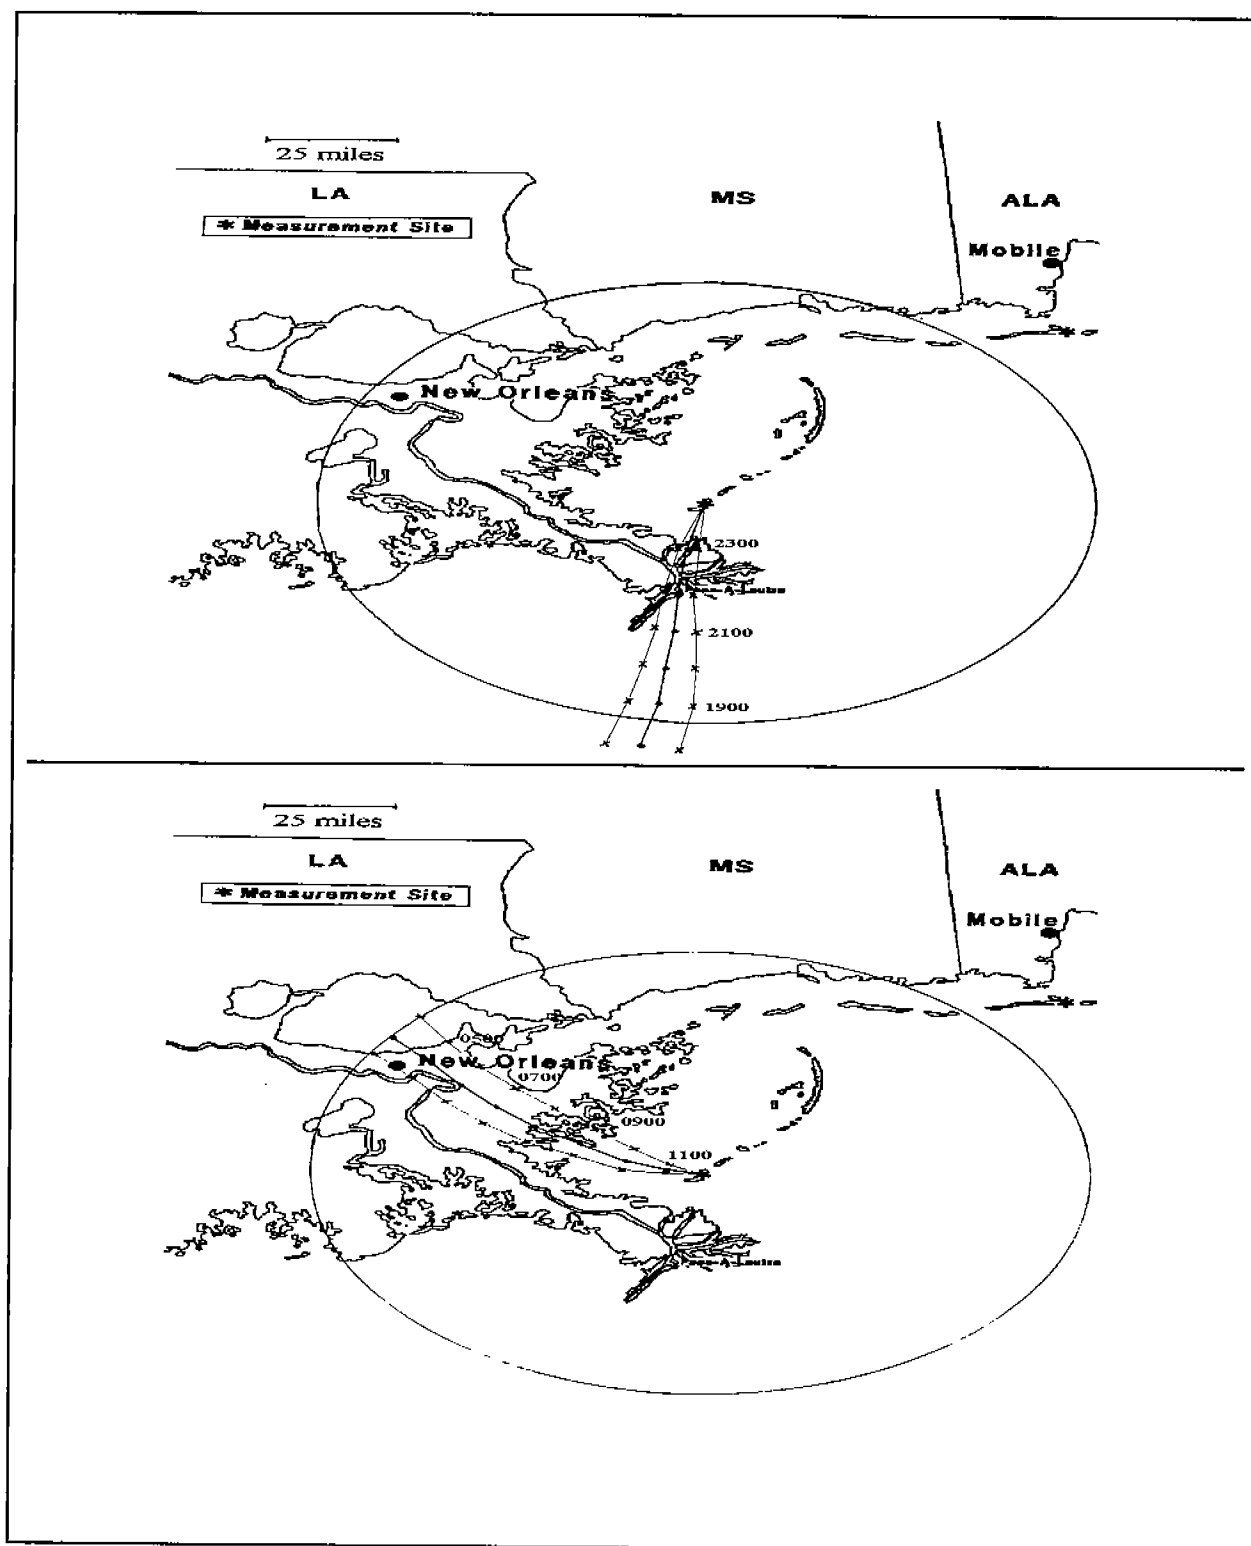 25 miles
LA
MS
ALA
* Measurement Site
Mobile
New Orleans
2300
2100
1900
25 miles
LA
MS
ALA
* Measurement Site
Mobile
New Orleans
0700
0900
1100